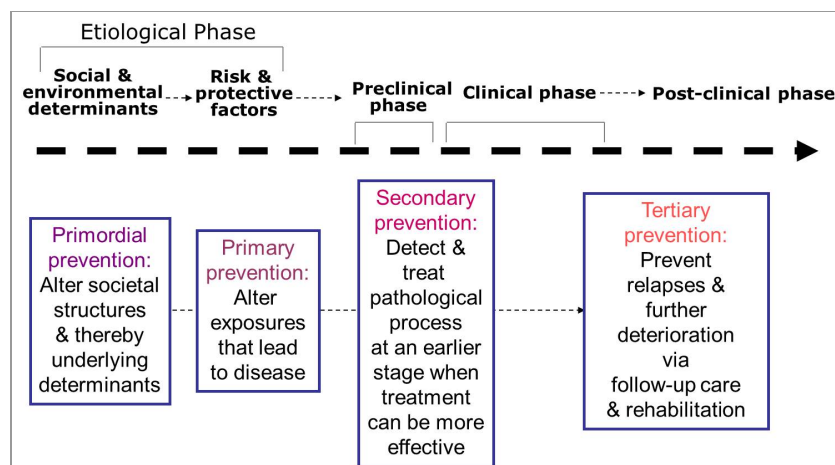 Etiological Phase
Social &
environmental
determinants
Risk &
protective
factors
Preclinical
phase
Clinical phase
Post-clinical phase
Primordial
prevention:
Alter societal
structures
& thereby
underlying
determinants
Primary
prevention:
Alter
exposures
that lead
to disease
Secondary
prevention:
Detect &
treat
pathological
process
at an earlier
stage when
treatment
can be more
effective
Tertiary
prevention:
Prevent
relapses &
further
deterioration
via
follow-up care
& rehabilitation